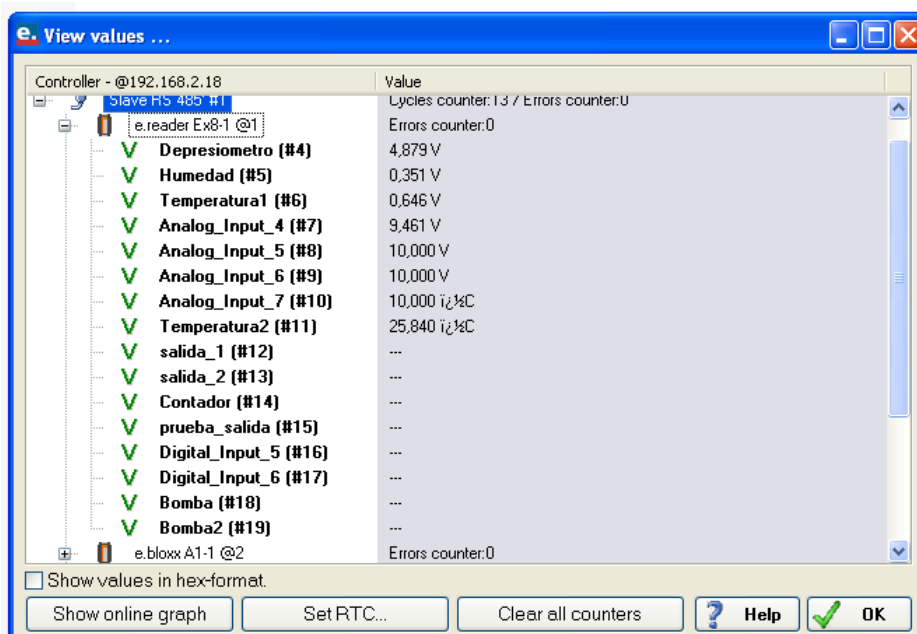 e. View values ...
Controller - @192.168.2.18 Value
Slave RS 485 #1 Cycles counter:13 / Errors counter:0
e.reader Ex8-1 @1 Errors counter:0
V Depresiometro (#4) 4,879 V
V Humedad (#5) 0,351 V
V Temperatura1 (#6) 0,646 V
V Analog_Input_4 (#7) 9,461 V
V Analog_Input_5 (#8) 10,000 V
V Analog_Input_6 (#9) 10,000 V
V Analog_Input_7 (#10) 10,000 ï¿½C
V Temperatura2 (#11) 25,840 ï¿½C
V salida_1 (#12) ---
V salida_2 (#13) ---
V Contador (#14) ---
V prueba_salida (#15) ---
V Digital_Input_5 (#16) ---
V Digital_Input_6 (#17) ---
V Bomba (#18) ---
V Bomba2 (#19) ---
e.bloxx A1-1 @2 Errors counter:0
Show values in hex-format.
Show online graph Set RTC... Clear all counters ? Help OK